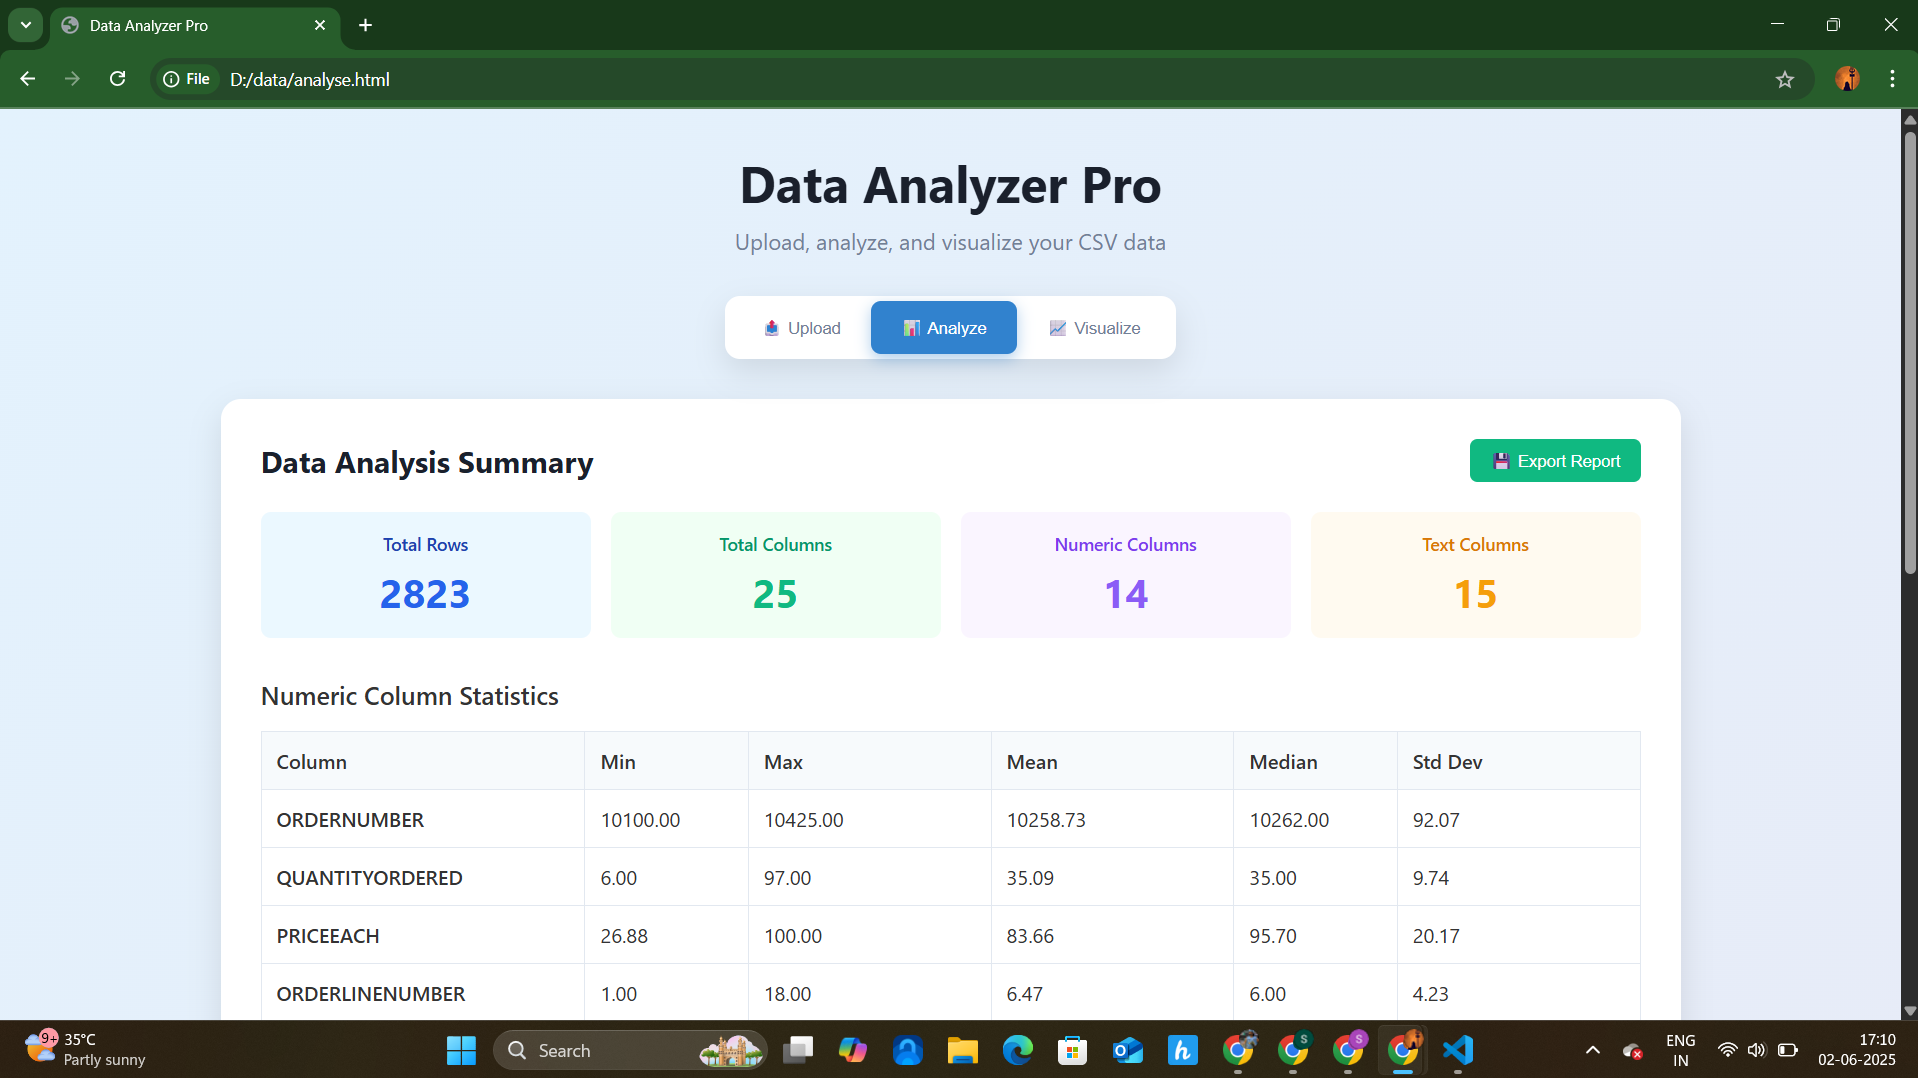 Data Analyzer Pro
File D:/data/analyse.html
Data Analyzer Pro
Upload, analyze, and visualize your CSV data
Upload Analyze Visualize
Data Analysis Summary
Export Report
Total Rows Total Columns Numeric Columns Text Columns
2823 25 14 15
Numeric Column Statistics
Column Min Max Mean Median Std Dev
ORDERNUMBER 10100.00 10425.00 10258.73 10262.00 92.07
QUANTITYORDERED 6.00 97.00 35.09 35.00 9.74
PRICEEACH 26.88 100.00 83.66 95.70 20.17
ORDERLINENUMBER 1.00 18.00 6.47 6.00 4.23
9+ 35°C
Partly sunny
Search
h
S
S
ENG
IN
17:10
02-06-2025